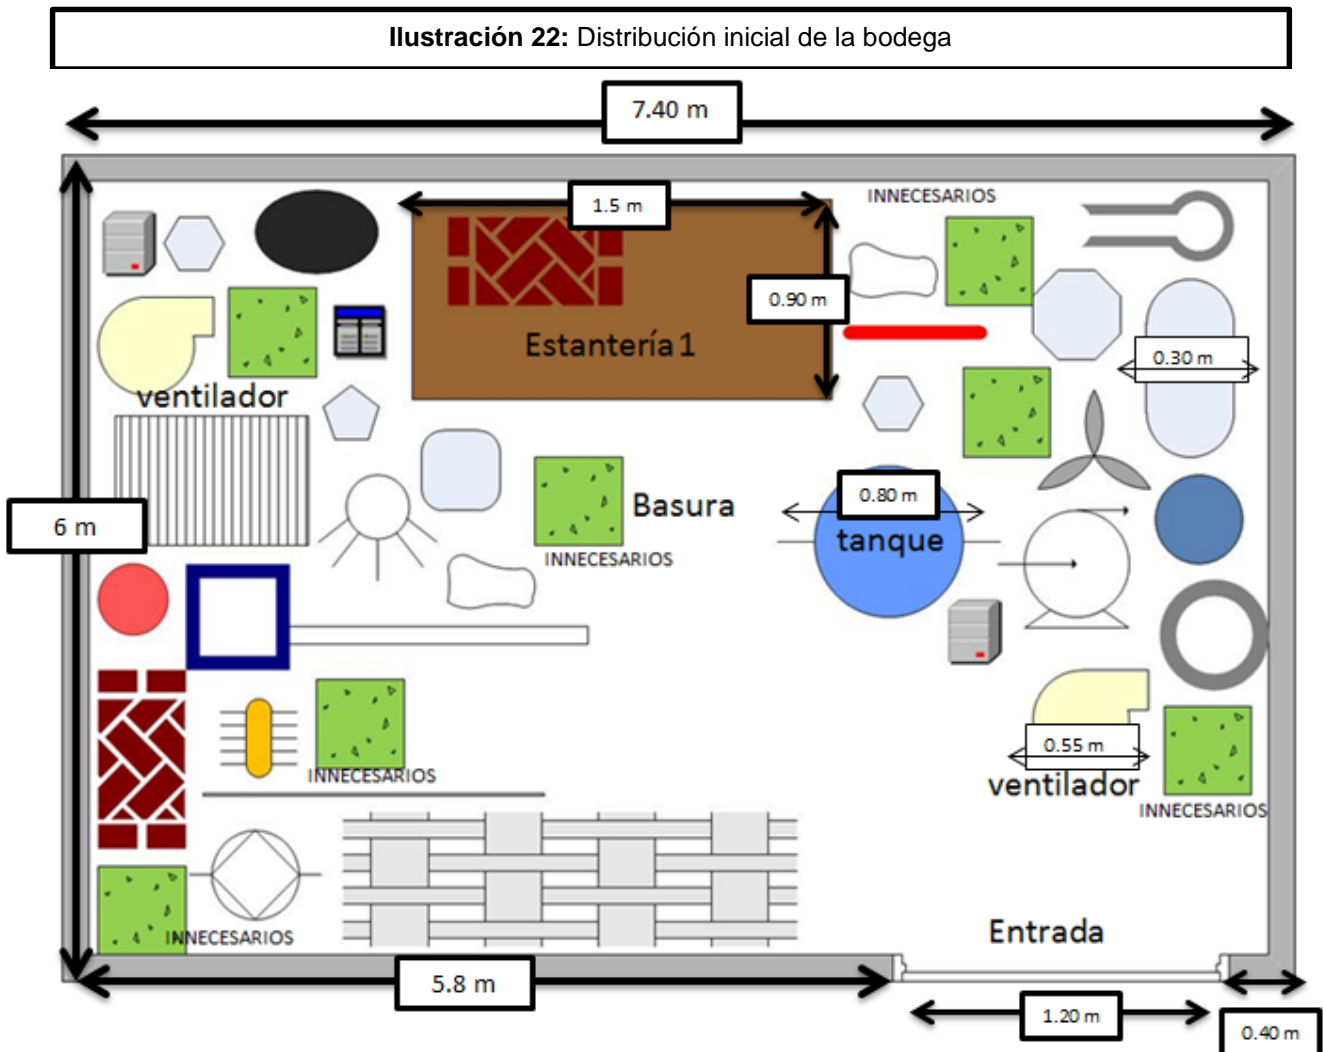 Ilustración 22: Distribución inicial de la bodega
7.40 m
INNECESARIOS
1.5 m
0.90 m
Estantería 1
0.30 m
ventilador
6 m
Basura
INNECESARIOS
0.80 m
tanque
0.55 m
ventilador
INNECESARIOS
INNECESARIOS
INNECESARIOS
Entrada
5.8 m
1.20 m
0.40 m